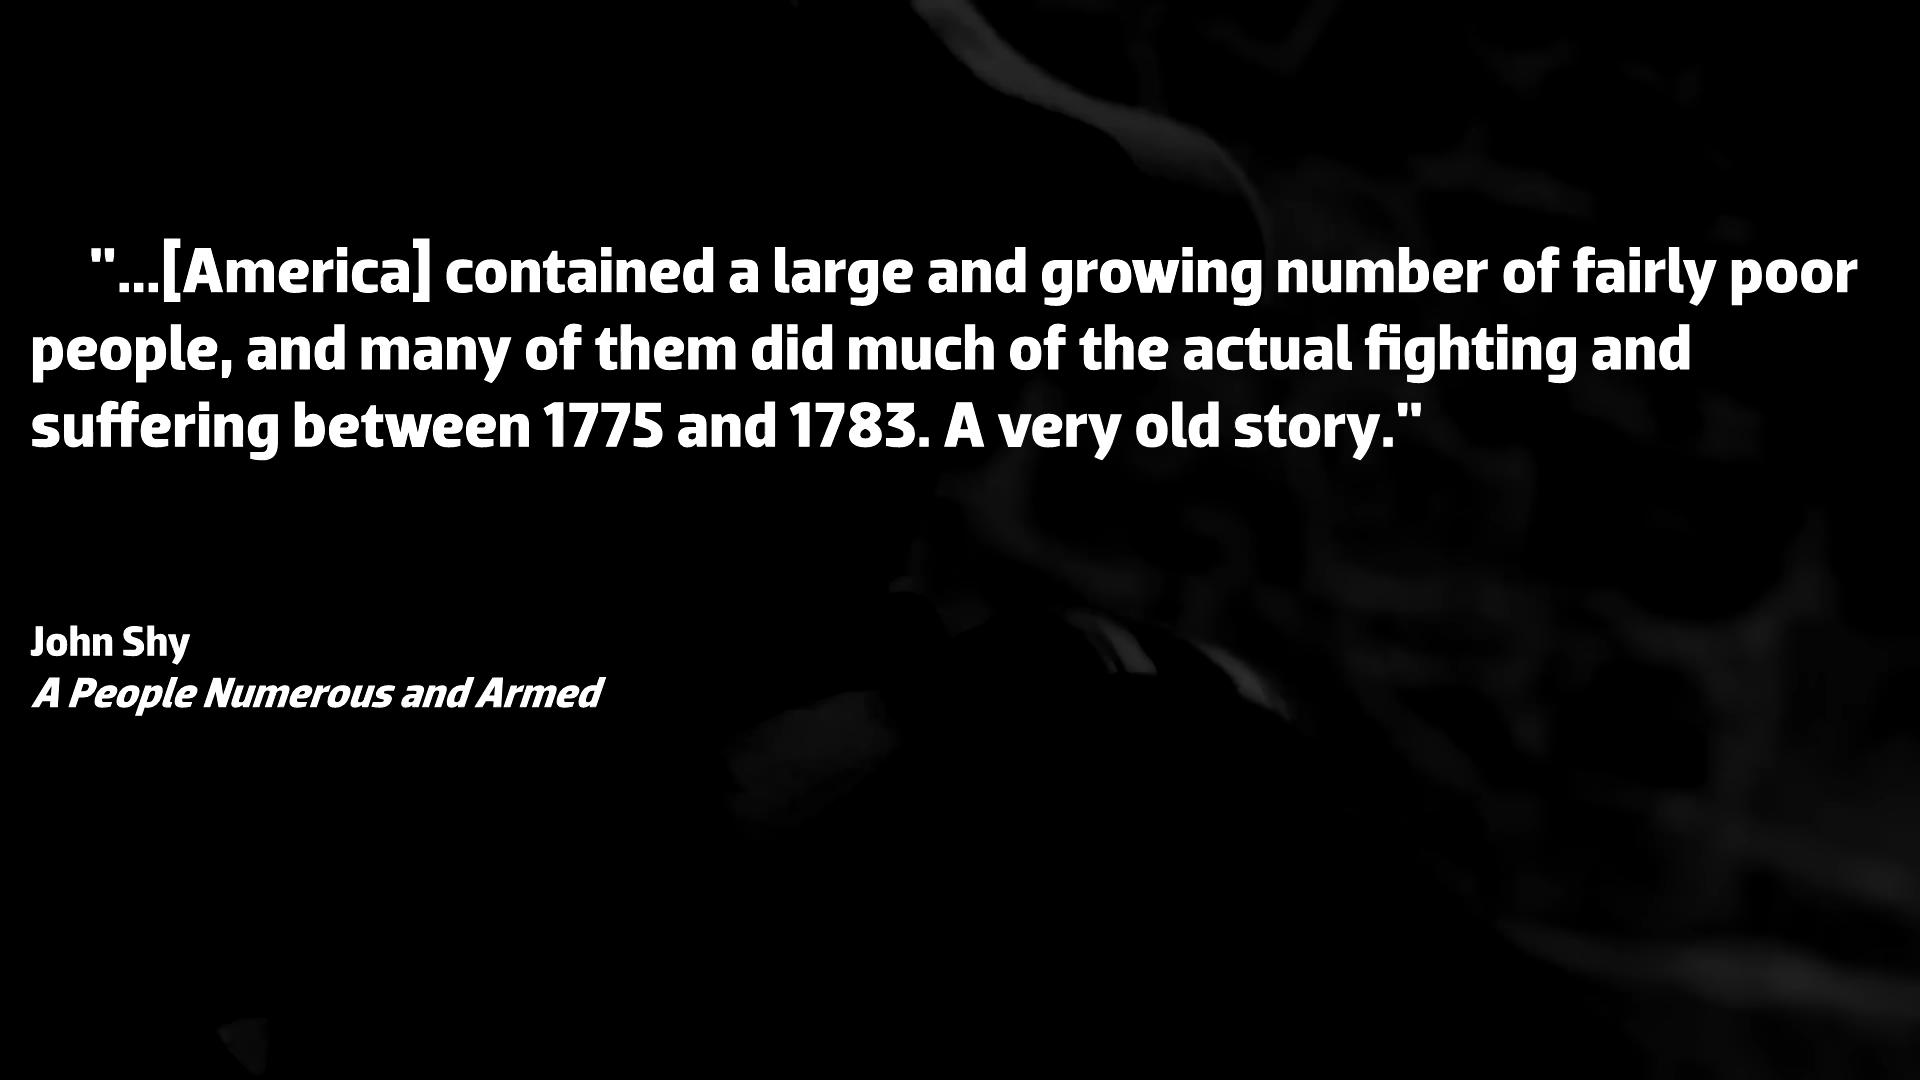 "...[America] contained a large and growing number of fairly poor
people, and many of them did much of the actual fighting and
suffering between 1775 and 1783. A very old story."
John Shy
A People Numerous and Armed